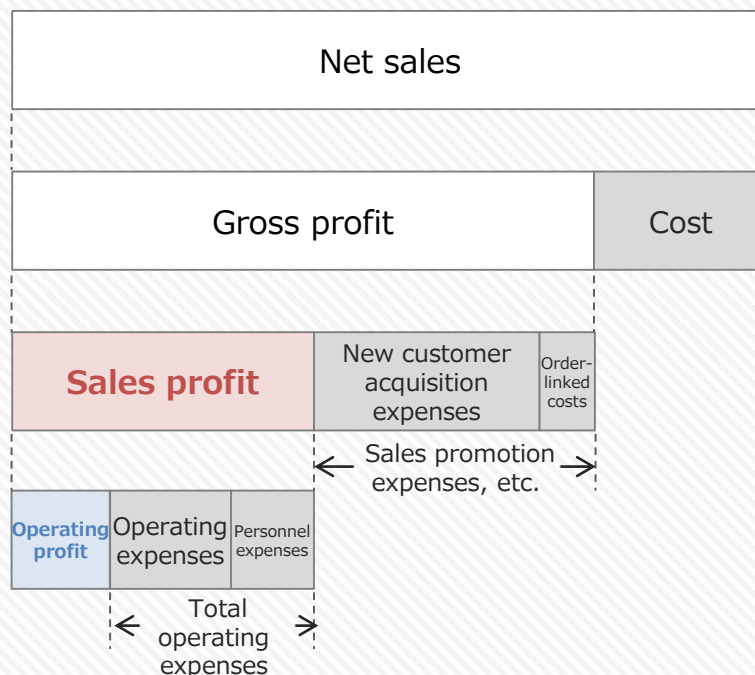 Net sales
Gross profit
Cost
Sales profit
New customer
acquisition
expenses
Order-
linked
costs
Sales promotion
expenses, etc.
Operating
profit
Operating
expenses
Personnel
expenses
Total
operating
expenses